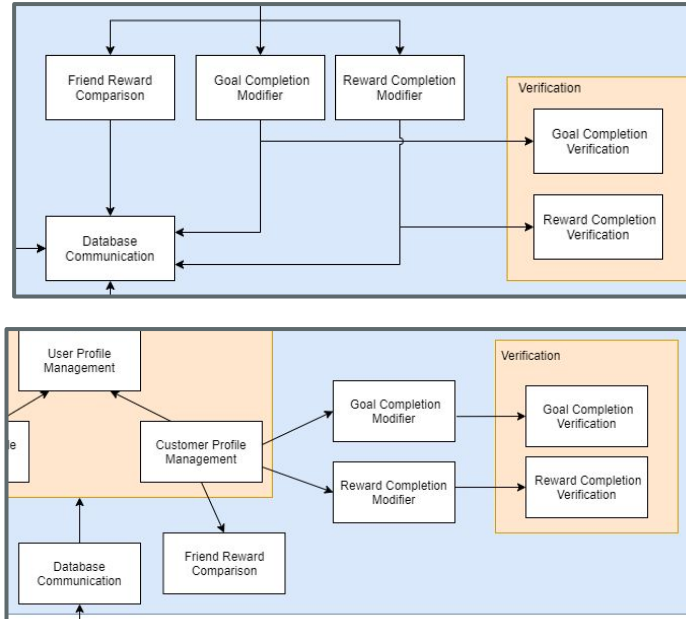 Friend Reward
Comparison
Goal Completion
Modifier
Reward Completion
Modifier
Verification
Goal Completion
Verification
Reward Completion
Verification
Database
Communication
User Profile
Management
Verification
Goal Completion
Modifier
Goal Completion
Verification
le
Customer Profile
Management
Reward Completion
Modifier
Reward Completion
Verification
Database
Communication
Friend Reward
Comparison